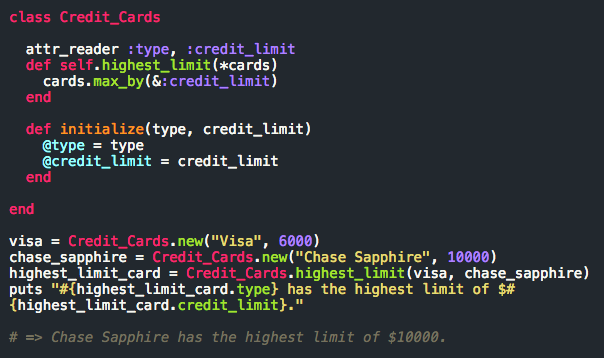 class Credit_Cards

  attr_reader :type, :credit_limit
  def self.highest_limit(*cards)
    cards.max_by(&:credit_limit)
  end

  def initialize(type, credit_limit)
    @type = type
    @credit_limit = credit_limit
  end

end

visa = Credit_Cards.new("Visa", 6000)
chase_sapphire = Credit_Cards.new("Chase Sapphire", 10000)
highest_limit_card = Credit_Cards.highest_limit(visa, chase_sapphire)
puts "#{highest_limit_card.type} has the highest limit of $#
{highest_limit_card.credit_limit}."

# => Chase Sapphire has the highest limit of $10000.